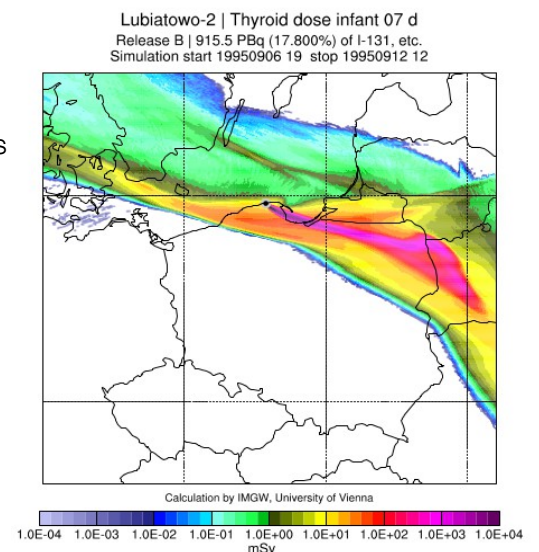 Lubiatowo-2 | Thyroid dose infant 07 d
Release B | 915.5 PBq (17.800%) of I-131, etc.
Simulation start 19950906 19 stop 19950912 12
s
Calculation by IMGW, University of Vienna
1.0E-04 1.0E-03 1.0E-02 1.0E-01 1.0E+00 1.0E+01 1.0E+02 1.0E+03 1.0E+04
mSv